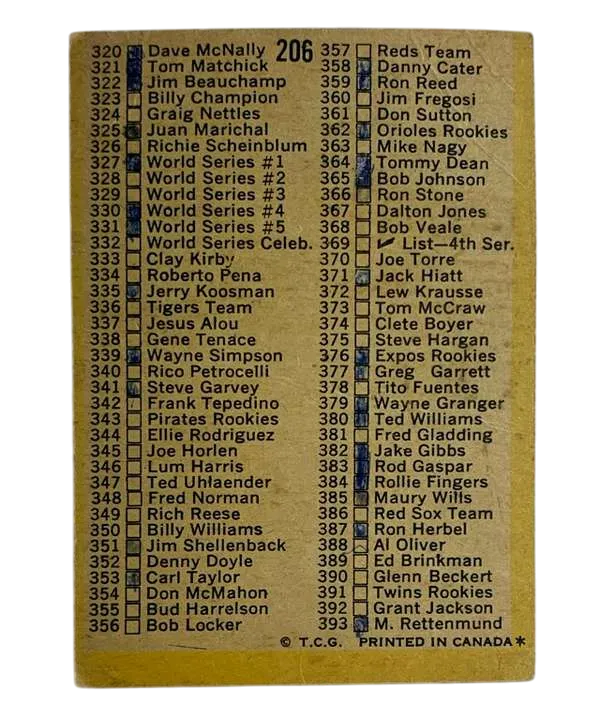 206
320 Dave McNally
321 Tom Matchick
322 Jim Beauchamp
323 Billy Champion
324 Graig Nettles
325 Juan Marichal
326 Richie Scheinblum
327 World Series #1
328 World Series #2
329 World Series #3
330 World Series #4
331 World Series #5
332 World Series Celeb.
333 Clay Kirby
334 Roberto Pena
335 Jerry Koosman
336 Tigers Team
337 Jesus Alou
338 Gene Tenace
339 Wayne Simpson
340 Rico Petrocelli
341 Steve Garvey
342 Frank Tepedino
343 Pirates Rookies
344 Ellie Rodriguez
345 Joe Horlen
346 Lum Harris
347 Ted Uhlaender
348 Fred Norman
349 Rich Reese
350 Billy Williams
351 Jim Shellenback
352 Denny Doyle
353 Carl Taylor
354 Don McMahon
355 Bud Harrelson
356 Bob Locker
357 Reds Team
358 Danny Cater
359 Ron Reed
360 Jim Fregosi
361 Don Sutton
362 Orioles Rookies
363 Mike Nagy
364 Tommy Dean
365 Bob Johnson
366 Ron Stone
367 Dalton Jones
368 Bob Veale
369 ✔ List—4th Ser.
370 Joe Torre
371 Jack Hiatt
372 Lew Krausse
373 Tom McCraw
374 Clete Boyer
375 Steve Hargan
376 Expos Rookies
377 Greg Garrett
378 Tito Fuentes
379 Wayne Granger
380 Ted Williams
381 Fred Gladding
382 Jake Gibbs
383 Rod Gaspar
384 Rollie Fingers
385 Maury Wills
386 Red Sox Team
387 Ron Herbel
388 Al Oliver
389 Ed Brinkman
390 Glenn Beckert
391 Twins Rookies
392 Grant Jackson
393 M. Rettenmund
© T.C.G. PRINTED IN CANADA*